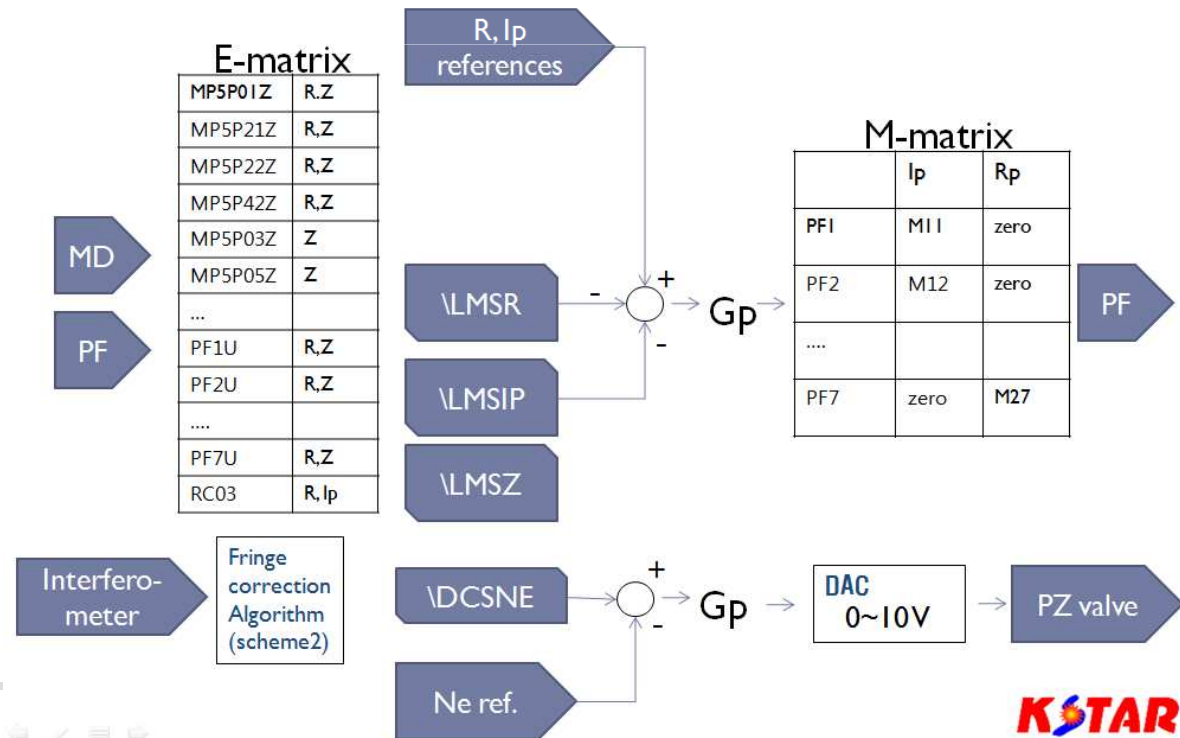 R, Ip
references
E-matrix
MP5P01Z R.Z
MP5P21Z R,Z
MP5P22Z R,Z
MP5P42Z R,Z
MP5P03Z Z
MP5P05Z Z
...
PF1U R,Z
PF2U R,Z
....
PF7U R,Z
RC03 R, Ip
MD
PF
\LMSR
\LMSIP
\LMSZ
+
-
-
Gp
M-matrix
Ip Rp
PF1 M11 zero
PF2 M12 zero
....
PF7 zero M27
PF
Interfero-
meter
Fringe
correction
Algorithm
(scheme2)
\DCSNE
Ne ref.
+
-
Gp
DAC
0~10V
PZ valve
KSTAR